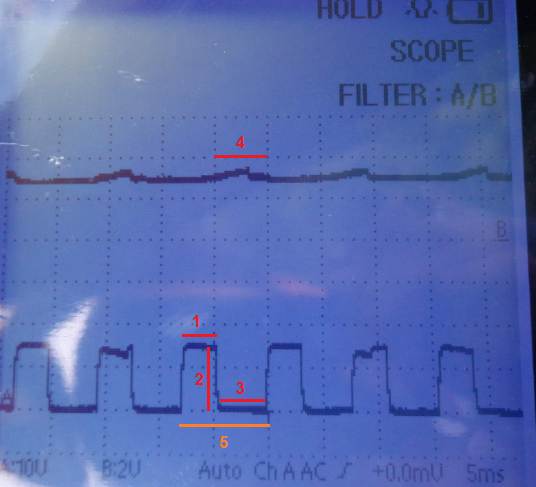 HOLD
SCOPE
FILTER : A/B
4
B
1
2
3
A
5
A:10V B:2V Auto Ch A AC +0.0mV 5ms